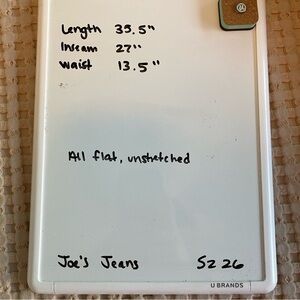 Length 35.5"
Inseam 27"
Waist 13.5"
All flat, unstretched
Joe's Jeans Sz 26
U BRANDS